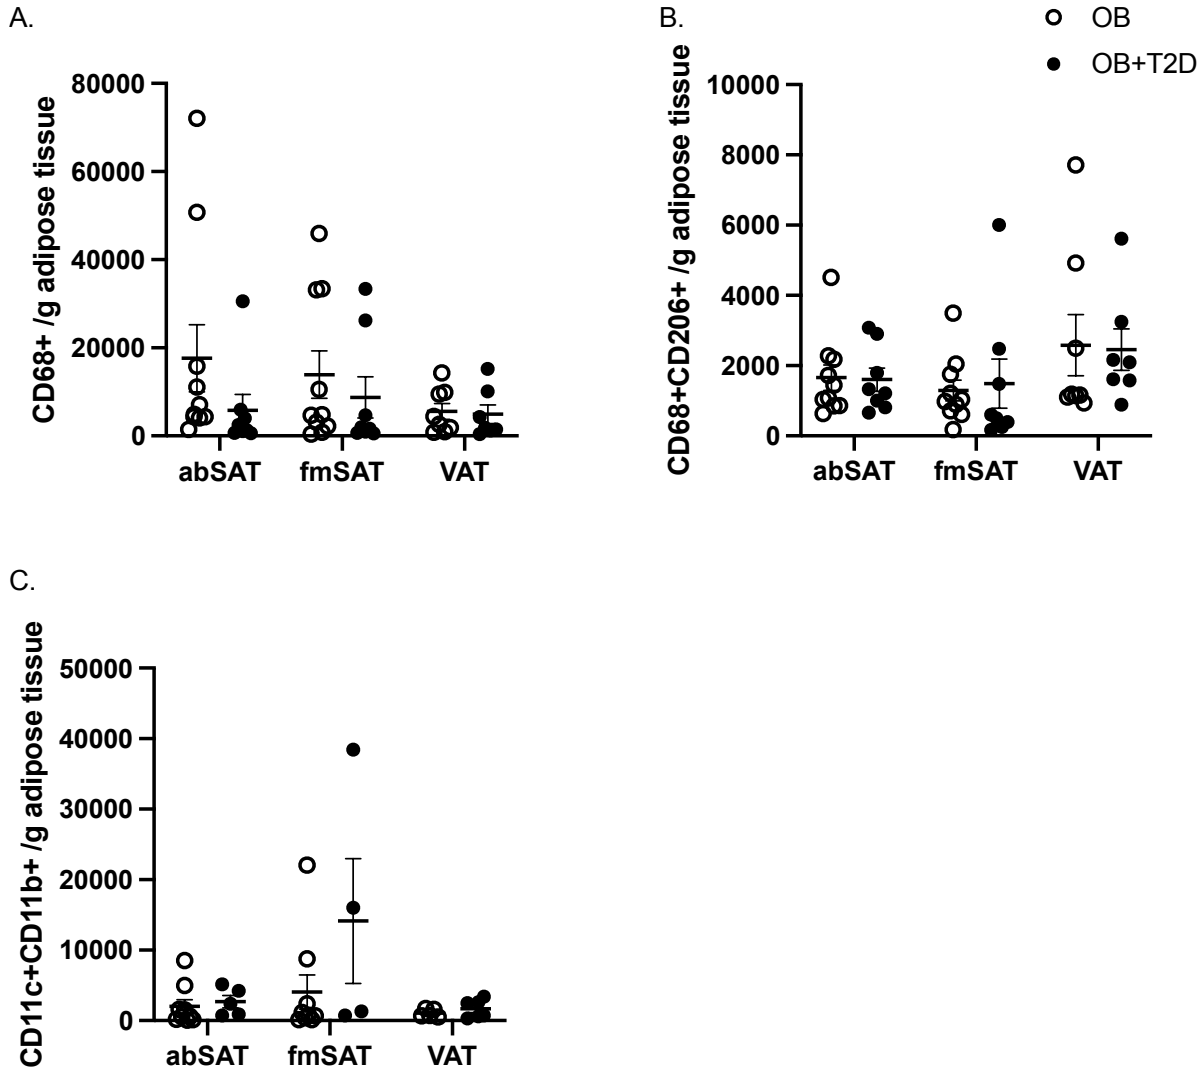 A.
CD68+ /g adipose tissue
80000
60000
40000
20000
0
abSAT fmSAT VAT
B.
OB
OB+T2D
CD68+CD206+ /g adipose tissue
10000
8000
6000
4000
2000
0
abSAT fmSAT VAT
C.
CD11c+CD11b+ /g adipose tissue
50000
40000
30000
20000
10000
0
abSAT fmSAT VAT